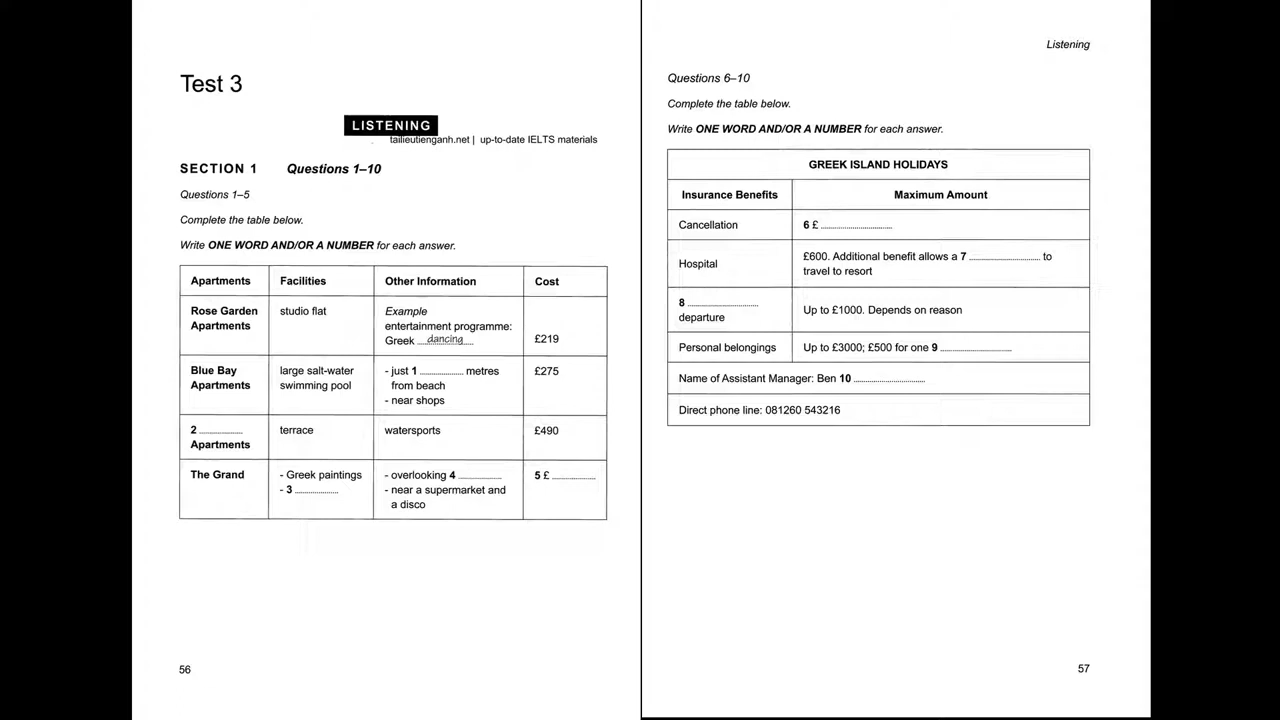 Test 3
LISTENING
tailieutienganh.net | up-to-date IELTS materials
SECTION 1 Questions 1–10
Questions 1–5
Complete the table below.
Write ONE WORD AND/OR A NUMBER for each answer.
Apartments Facilities Other Information Cost
Rose Garden Apartments
studio flat
Example
entertainment programme:
Greek ....dancing....
£219
Blue Bay Apartments
large salt-water
swimming pool
- just 1 .................... metres
from beach
- near shops
£275
2 ....................
Apartments
terrace
watersports
£490
The Grand
- Greek paintings
- 3 ....................
- overlooking 4 ....................
- near a supermarket and
a disco
5 £ ....................
56
Listening
Questions 6–10
Complete the table below.
Write ONE WORD AND/OR A NUMBER for each answer.
GREEK ISLAND HOLIDAYS
Insurance Benefits Maximum Amount
Cancellation 6 £ ..............................
Hospital
£600. Additional benefit allows a 7 .............................. to
travel to resort
8 ..............................
departure
Up to £1000. Depends on reason
Personal belongings Up to £3000; £500 for one 9 ..............................
Name of Assistant Manager: Ben 10 ..............................
Direct phone line: 081260 543216
57